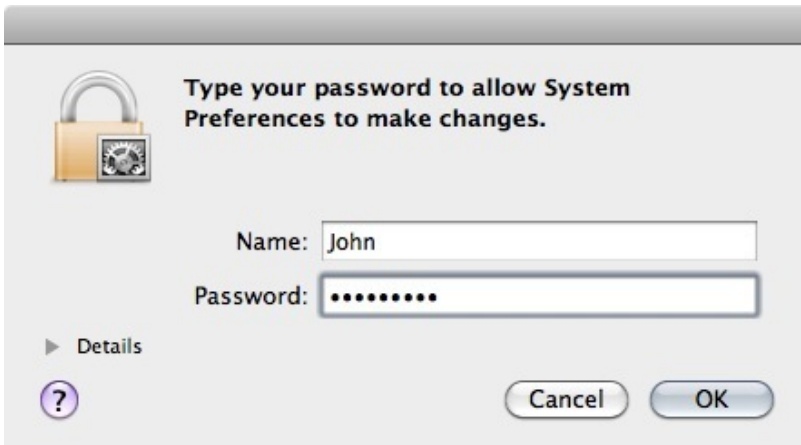 Type your password to allow System
Preferences to make changes.
Name: John
Password: •••••••••
Details
?
Cancel OK